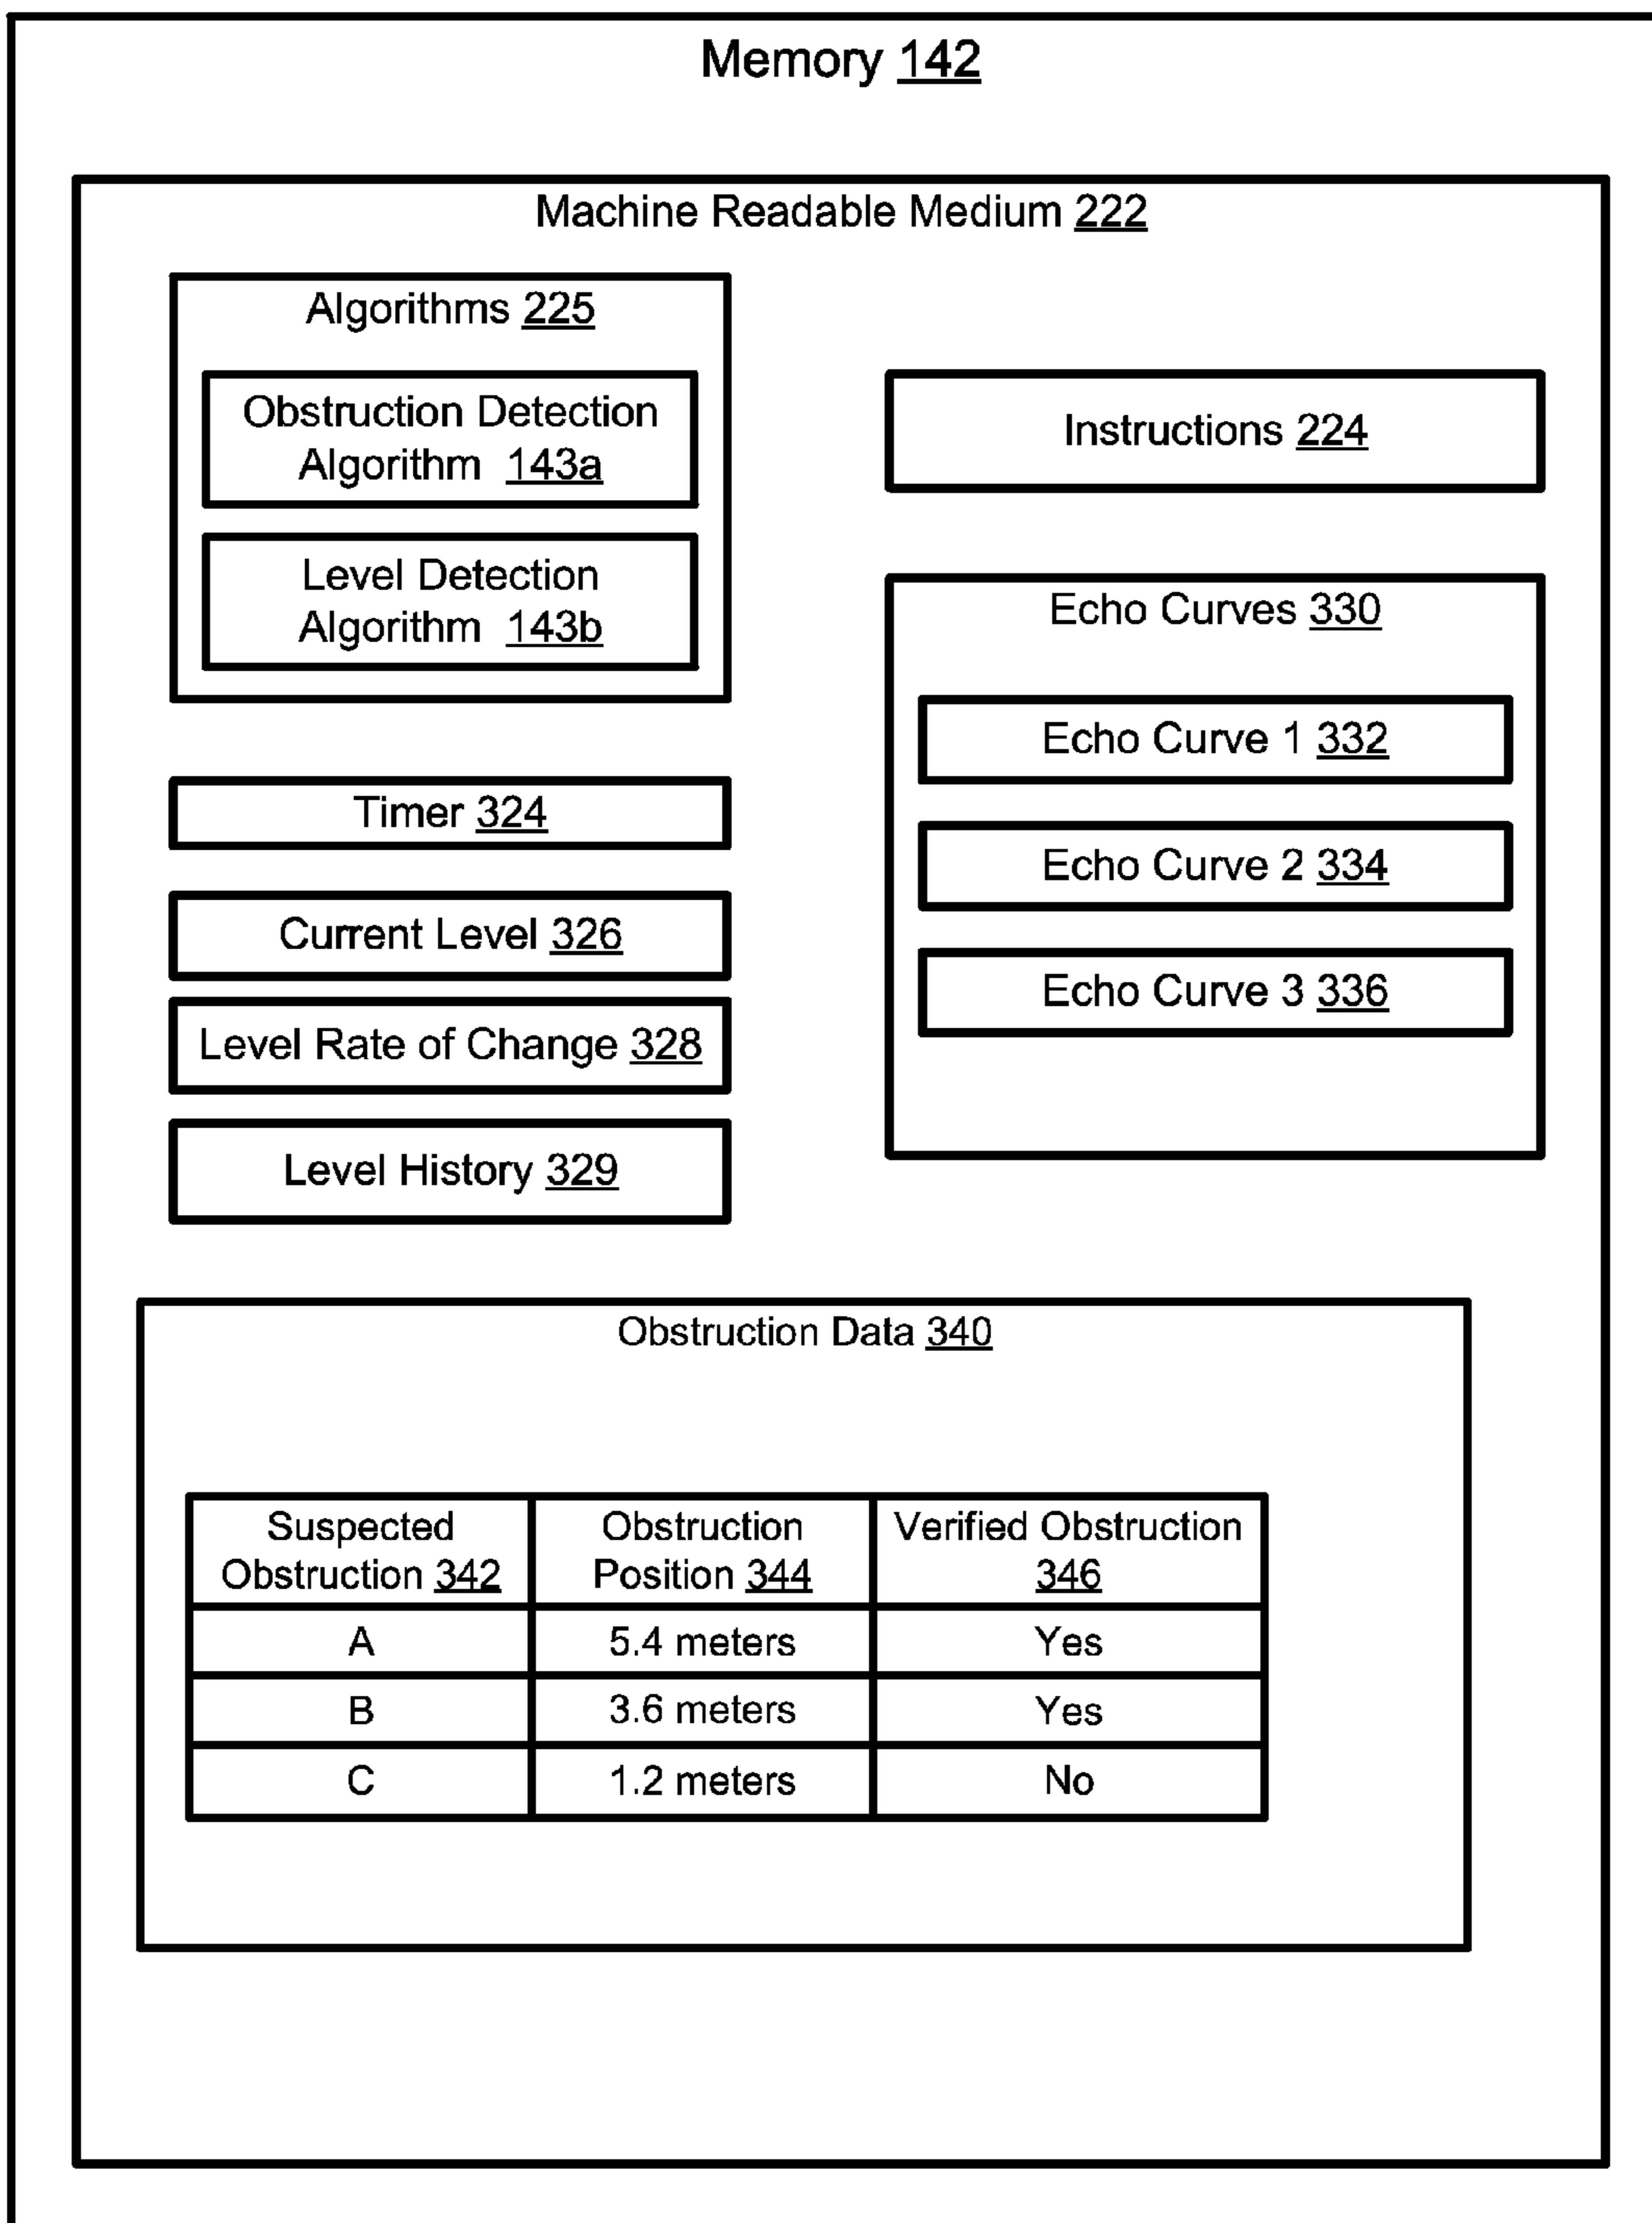 Memory 142
Machine Readable Medium 222
Algorithms 225
Obstruction Detection
Algorithm 143a
Level Detection
Algorithm 143b
Timer 324
Current Level 326
Level Rate of Change 328
Level History 329
Instructions 224
Echo Curves 330
Echo Curve 1 332
Echo Curve 2 334
Echo Curve 3 336
Obstruction Data 340
Suspected
Obstruction 342
Obstruction
Position 344
Verified Obstruction
346
A
5.4 meters
Yes
B
3.6 meters
Yes
C
1.2 meters
No